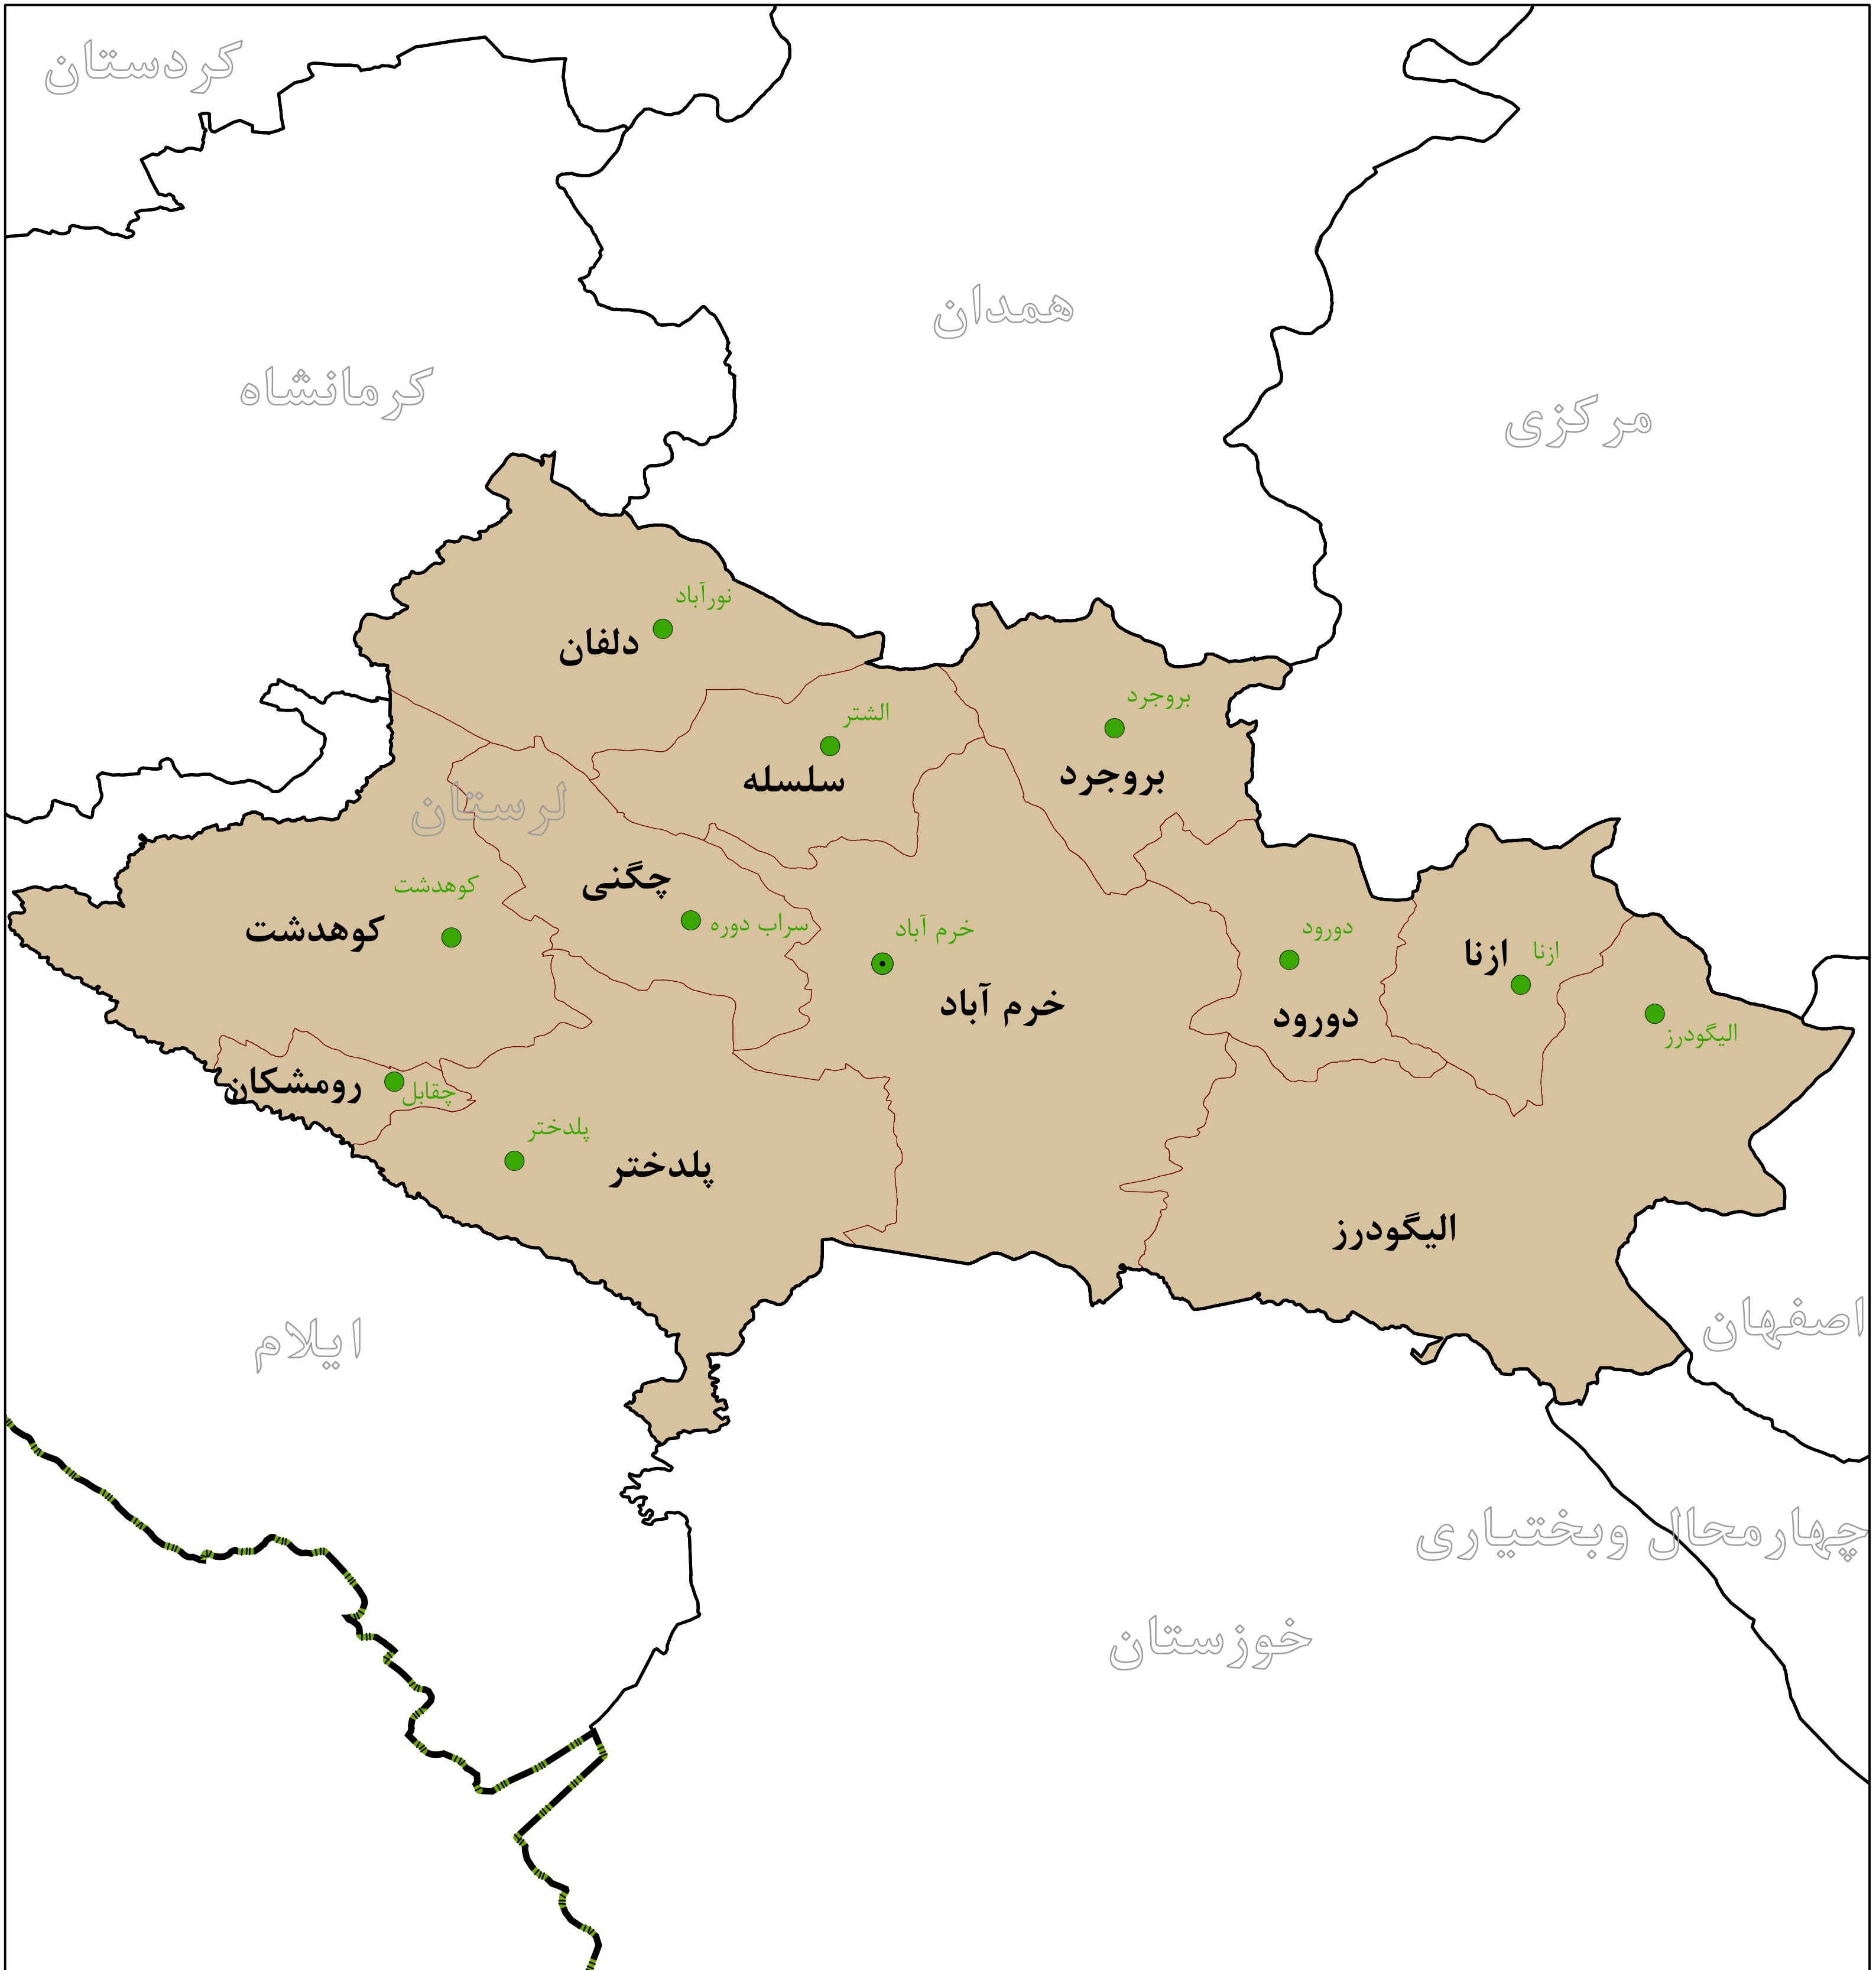 کردستان
همدان
کرمانشاه
مرکزی
نورآباد
دلفان
بروجرد
الشتر
بروجرد
سلسله
لرستان
چگنی
کوهدشت
سراب دوره
خرم آباد
دورود
کوهدشت
ازنا
ازنا
خرم آباد
دورود
الیگودرز
رومشکان
چقابل
پلدختر
پلدختر
الیگودرز
اصفهان
ایلام
چهارمحال وبختیاری
خوزستان